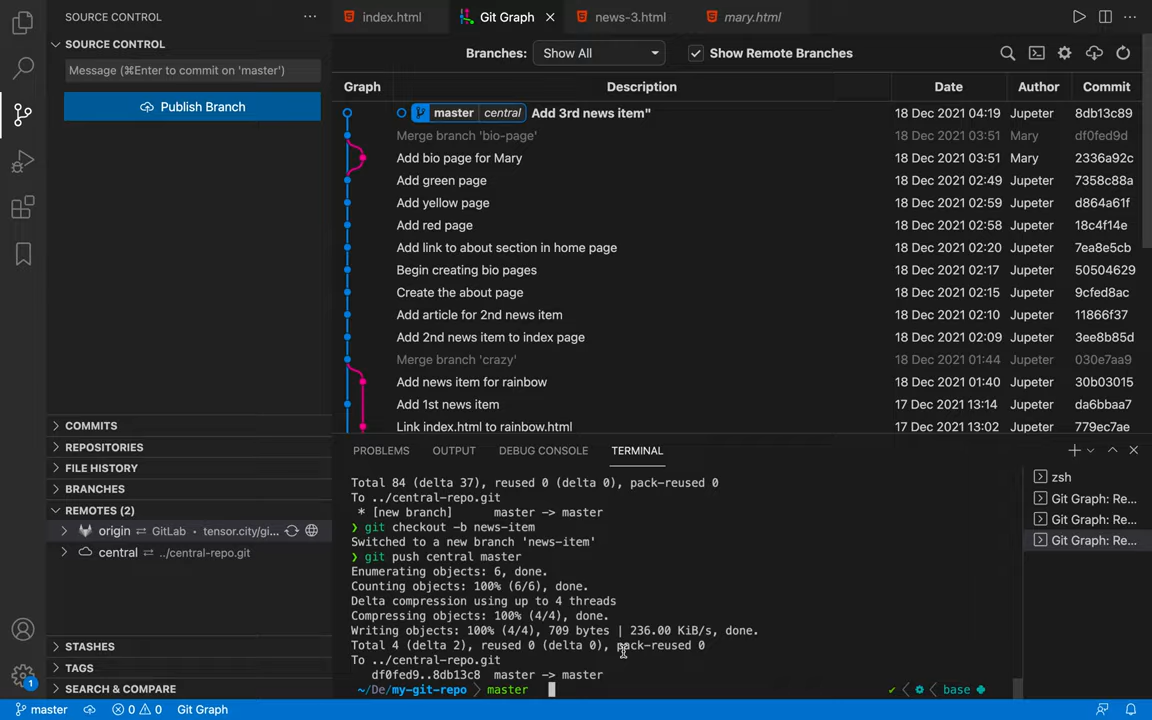 SOURCE CONTROL
SOURCE CONTROL
Message (⌘Enter to commit on 'master')
Publish Branch
COMMITS
REPOSITORIES
FILE HISTORY
BRANCHES
REMOTES (2)
origin ⇄ GitLab • tensor.city/gi...
central ⇄ ../central-repo.git
STASHES
TAGS
SEARCH & COMPARE
index.html
Git Graph
news-3.html
mary.html
Branches: Show All Show Remote Branches
Graph Description Date Author Commit
master central Add 3rd news item" 18 Dec 2021 04:19 Jupeter 8db13c89
Merge branch 'bio-page' 18 Dec 2021 03:51 Mary df0fed9d
Add bio page for Mary 18 Dec 2021 03:51 Mary 2336a92c
Add green page 18 Dec 2021 02:49 Jupeter 7358c88a
Add yellow page 18 Dec 2021 02:59 Jupeter d864a61f
Add red page 18 Dec 2021 02:58 Jupeter 18c4f14e
Add link to about section in home page 18 Dec 2021 02:20 Jupeter 7ea8e5cb
Begin creating bio pages 18 Dec 2021 02:17 Jupeter 50504629
Create the about page 18 Dec 2021 02:15 Jupeter 9cfed8ac
Add article for 2nd news item 18 Dec 2021 02:10 Jupeter 11866f37
Add 2nd news item to index page 18 Dec 2021 02:09 Jupeter 3ee8b85d
Merge branch 'crazy' 18 Dec 2021 01:44 Jupeter 030e7aa9
Add news item for rainbow 18 Dec 2021 01:40 Jupeter 30b03015
Add 1st news item 17 Dec 2021 13:14 Jupeter da6bbaa7
Link index.html to rainbow.html 17 Dec 2021 13:02 Jupeter 779ec7ae
PROBLEMS OUTPUT DEBUG CONSOLE TERMINAL
Total 84 (delta 37), reused 0 (delta 0), pack-reused 0
To ../central-repo.git
* [new branch] master -> master
❯ git checkout -b news-item
Switched to a new branch 'news-item'
❯ git push central master
Enumerating objects: 6, done.
Counting objects: 100% (6/6), done.
Delta compression using up to 4 threads
Compressing objects: 100% (4/4), done.
Writing objects: 100% (4/4), 709 bytes | 236.00 KiB/s, done.
Total 4 (delta 2), reused 0 (delta 0), pack-reused 0
To ../central-repo.git
df0fed9..8db13c8 master -> master
~/De/my-git-repo master base
zsh
Git Graph: Re...
Git Graph: Re...
Git Graph: Re...
1
master 0 0 Git Graph